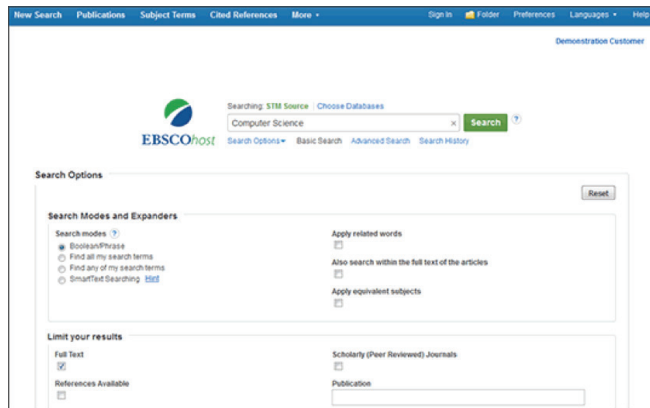 New Search Publications Subject Terms Cited References More Sign In Folder Preferences Languages Help
Demonstration Customer
Searching: STM Source Choose Databases
Computer Science × Search ?
EBSCOhost
Search Options Basic Search Advanced Search Search History
Search Options
Reset
Search Modes and Expanders
Search modes ? Apply related words
Boolean/Phrase
Find all my search terms Also search within the full text of the articles
Find any of my search terms
SmartText Searching Hint Apply equivalent subjects
Limit your results
Full Text Scholarly (Peer Reviewed) Journals
References Available Publication